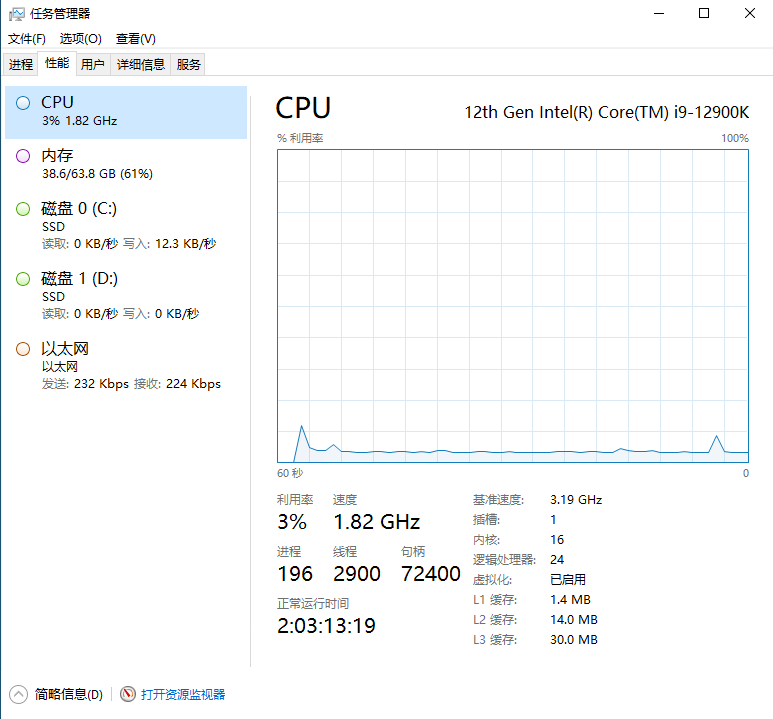 任务管理器
文件(F) 选项(O) 查看(V)
进程 性能 用户 详细信息 服务
CPU
3% 1.82 GHz
内存
38.6/63.8 GB (61%)
磁盘 0 (C:)
SSD
读取: 0 KB/秒 写入: 12.3 KB/秒
磁盘 1 (D:)
SSD
读取: 0 KB/秒 写入: 0 KB/秒
以太网
以太网
发送: 232 Kbps 接收: 224 Kbps
CPU 12th Gen Intel(R) Core(TM) i9-12900K
% 利用率 100%
60 秒 0
利用率 速度
3% 1.82 GHz
进程 线程 句柄
196 2900 72400
正常运行时间
2:03:13:19
基准速度: 3.19 GHz
插槽: 1
内核: 16
逻辑处理器: 24
虚拟化: 已启用
L1 缓存: 1.4 MB
L2 缓存: 14.0 MB
L3 缓存: 30.0 MB
简略信息(D) 打开资源监视器